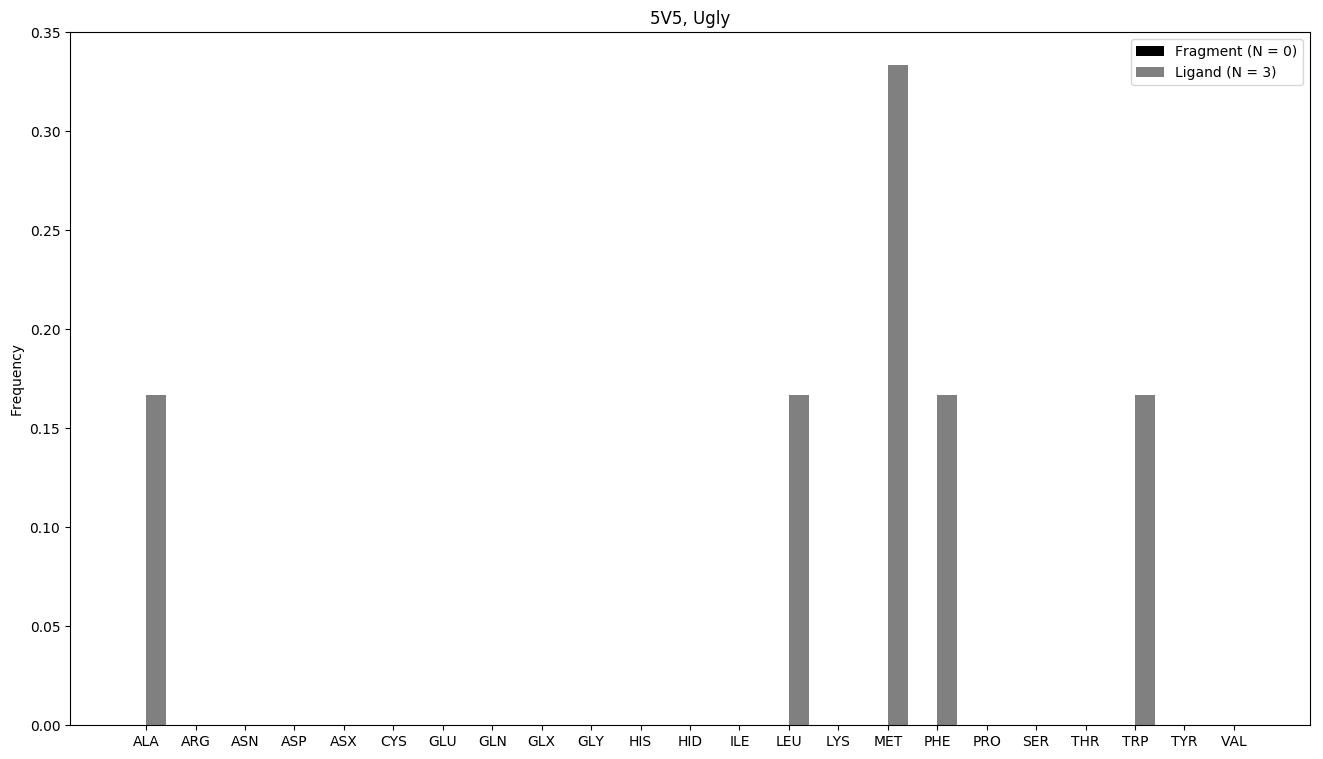 5V5, Ugly
Fragment (N = 0)
Ligand (N = 3)
Frequency
0.35
0.30
0.25
0.20
0.15
0.10
0.05
0.00
ALA ARG ASN ASP ASX CYS GLU GLN GLX GLY HIS HID ILE LEU LYS MET PHE PRO SER THR TRP TYR VAL